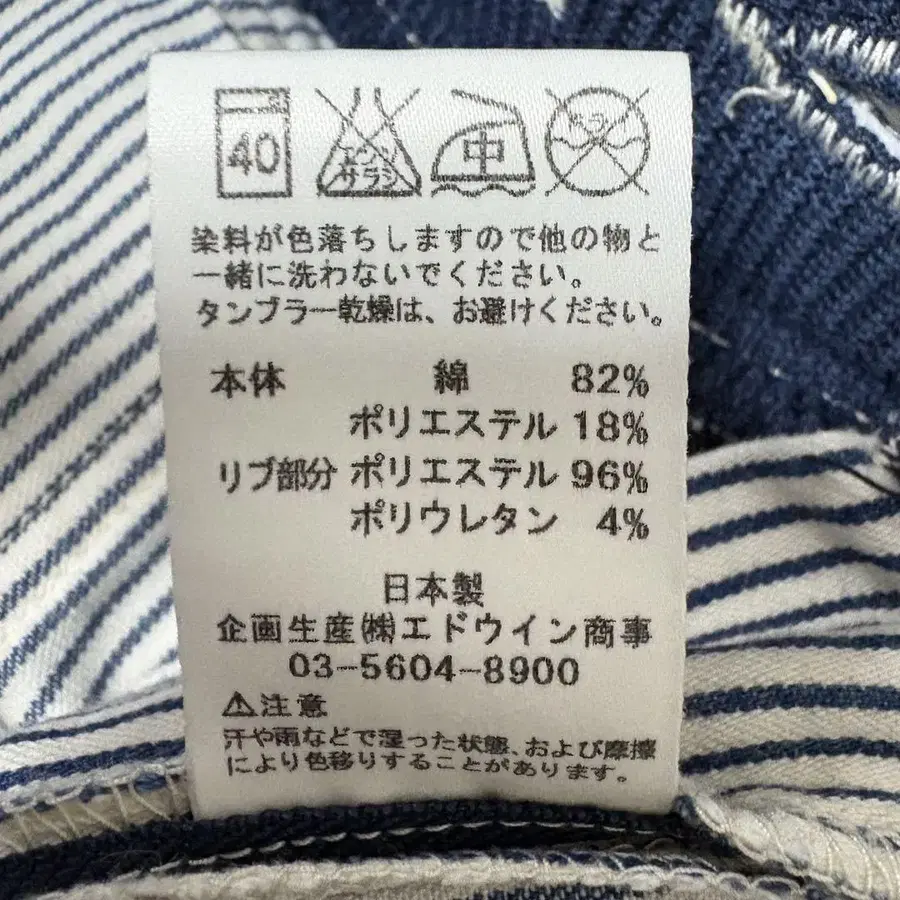 40
エンソ
サラシ
中
ドライ
染料が色落ちしますので他の物と
一緒に洗わないでください。
タンブラー乾燥は、お避けください。
本体 綿 82%
ポリエステル 18%
リブ部分 ポリエステル 96%
ポリウレタン 4%
日本製
企画生産㈱エドウイン商事
03-5604-8900
⚠注意
汗や雨などで湿った状態、および摩擦
により色移りすることがあります。